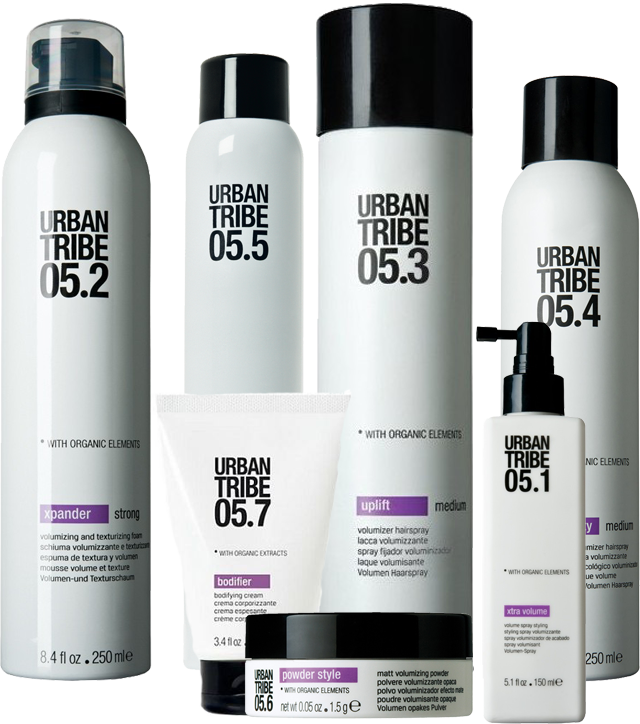 URBAN
TRIBE
05.2
* WITH ORGANIC ELEMENTS
xpander strong
volumizing and texturizing foam
schiuma volumizzante e texturizzante
espuma de textura y volumen
mousse volume et texture
Volumen-und Texturschaum
8.4 fl oz . 250 ml e
URBAN
TRIBE
05.5
URBAN
TRIBE
05.3
* WITH ORGANIC ELEMENTS
uplift medium
volumizer hairspray
lacca volumizzante
spray fijador voluminizador
laque volumisante
Volumen Haarspray
URBAN
TRIBE
05.4
GANIC ELEMENTS
ty medium
mizer hairspray
olumizzante
cológico voluminizador
ue volume
en Haarspray
250 ml e
URBAN
TRIBE
05.7
* WITH ORGANIC EXTRACTS
bodifier
bodifying cream
crema corporizzante
crema espesante
crème corp
3.4 fl oz .
URBAN
TRIBE
05.1
* WITH ORGANIC ELEMENTS
xtra volume
volume spray styling
styling spray volumizzante
spray voluminizador de acabado
spray volumisant
Volumen-Spray
5.1 fl oz . 150 ml e
URBAN
TRIBE
05.6
powder style
* WITH ORGANIC ELEMENTS
net wt 0.05 oz . 1.5 g e
matt volumizing powder
polvere volumizzante opaca
polvo voluminizador efecto mate
poudre volumisante opaque
Volumen opakes Pulver